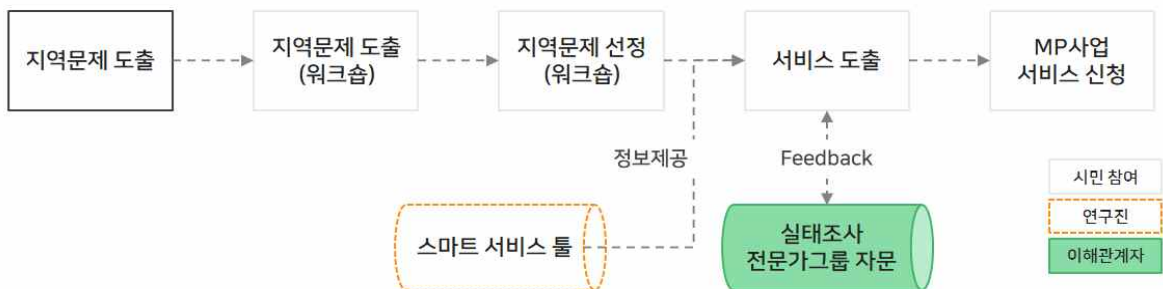 지역문제 도출
지역문제 도출
(워크숍)
지역문제 선정
(워크숍)
서비스 도출
MP사업
서비스 신청
정보제공
Feedback
스마트 서비스 툴
실태조사
전문가그룹 자문
시민 참여
연구진
이해관계자